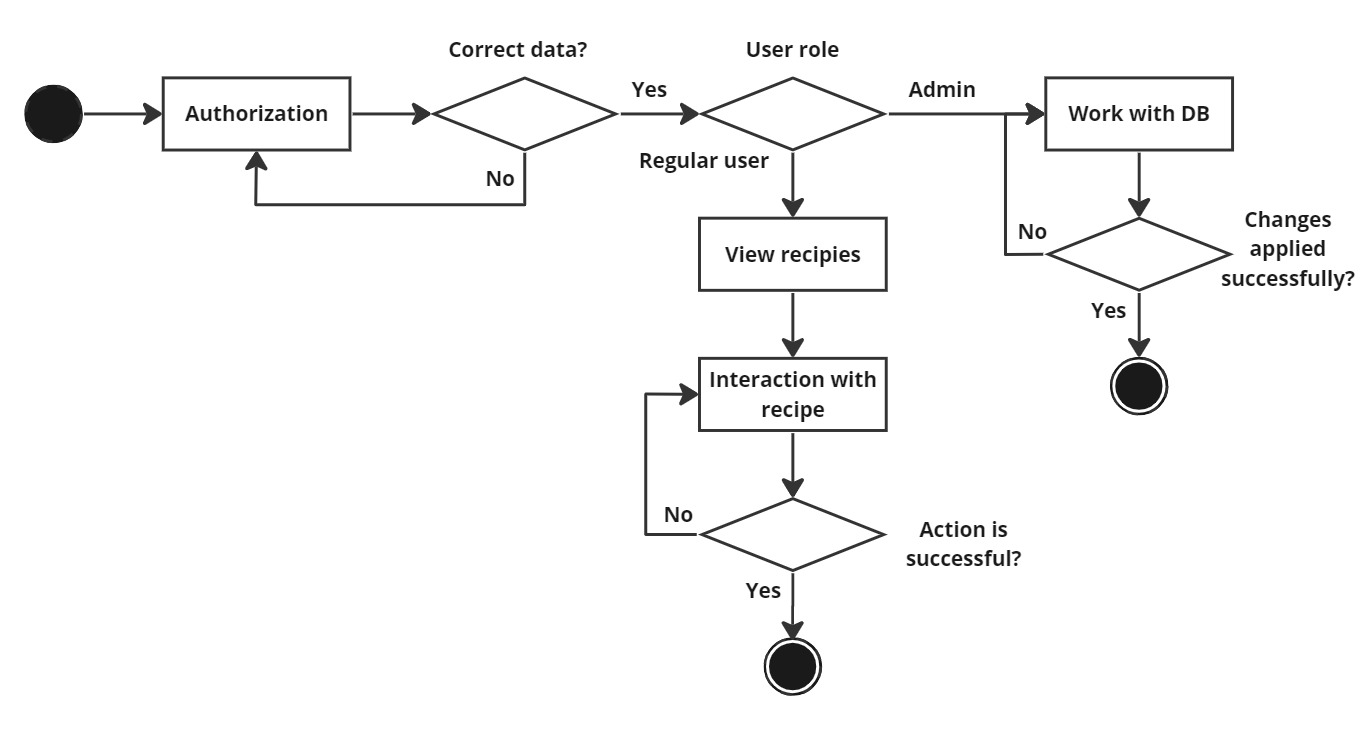 Correct data?
User role
Yes
Admin
Authorization
Work with DB
Regular user
No
Changes
applied
successfully?
No
View recipies
Yes
Interaction with
recipe
No
Action is
successful?
Yes